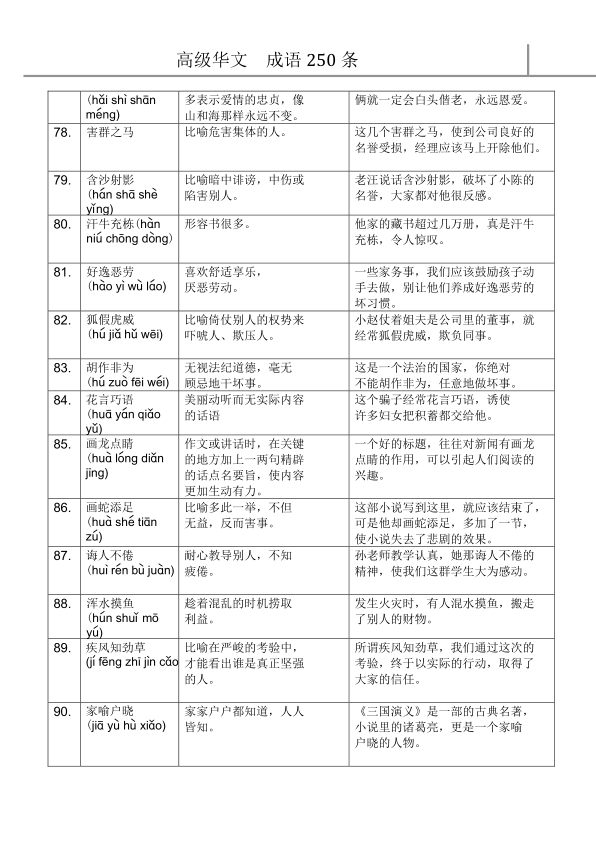 高级华文 成语 250 条
(hǎi shì shān
méng)
多表示爱情的忠贞，像
山和海那样永远不变。
俩就一定会白头偕老，永远恩爱。
78.
害群之马
比喻危害集体的人。
这几个害群之马，使到公司良好的
名誉受损，经理应该马上开除他们。
79.
含沙射影
(hán shā shè
yǐng)
比喻暗中诽谤，中伤或
陷害别人。
老汪说话含沙射影，破坏了小陈的
名誉，大家都对他很反感。
80.
汗牛充栋(hàn
niú chōng dòng)
形容书很多。
他家的藏书超过几万册，真是汗牛
充栋，令人惊叹。
81.
好逸恶劳
(hào yì wù láo)
喜欢舒适享乐，
厌恶劳动。
一些家务事，我们应该鼓励孩子动
手去做，别让他们养成好逸恶劳的
坏习惯。
82.
狐假虎威
(hú jiǎ hǔ wēi)
比喻倚仗别人的权势来
吓唬人、欺压人。
小赵仗着姐夫是公司里的董事，就
经常狐假虎威，欺负同事。
83.
胡作非为
(hú zuò fēi wéi)
无视法纪道德，毫无
顾忌地干坏事。
这是一个法治的国家，你绝对
不能胡作非为，任意地做坏事。
84.
花言巧语
(huā yán qiǎo
yǔ)
美丽动听而无实际内容
的话语
这个骗子经常花言巧语，诱使
许多妇女把积蓄都交给他。
85.
画龙点睛
(huà lóng diǎn
jing)
作文或讲话时，在关键
的地方加上一两句精辟
的话点名要旨，使内容
更加生动有力。
一个好的标题，往往对新闻有画龙
点睛的作用，可以引起人们阅读的
兴趣。
86.
画蛇添足
(huà shé tiān
zú)
比喻多此一举，不但
无益，反而害事。
这部小说写到这里，就应该结束了，
可是他却画蛇添足，多加了一节，
使小说失去了悲剧的效果。
87.
诲人不倦
(huì rén bù juàn)
耐心教导别人，不知
疲倦。
孙老师教学认真，她那诲人不倦的
精神，使我们这群学生大为感动。
88.
浑水摸鱼
(hún shuǐ mō
yú)
趁着混乱的时机捞取
利益。
发生火灾时，有人混水摸鱼，搬走
了别人的财物。
89.
疾风知劲草
(jí fēng zhī jìn cǎo
比喻在严峻的考验中，
才能看出谁是真正坚强
的人。
所谓疾风知劲草，我们通过这次的
考验，终于以实际的行动，取得了
大家的信任。
90.
家喻户晓
(jiā yù hù xiǎo)
家家户户都知道，人人
皆知。
《三国演义》是一部的古典名著，
小说里的诸葛亮，更是一个家喻
户晓的人物。